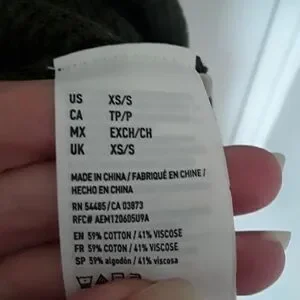 US XS/S
CA TP/P
MX EXCH/CH
UK XS/S
MADE IN CHINA / FABRIQUÉ EN CHINE /
HECHO EN CHINA
RN 54485/CA 03873
RFC# AEM120605U9A
EN 59% COTTON / 41% VISCOSE
FR 59% COTTON / 41% VISCOSE
SP 59% algodón / 41% viscosa